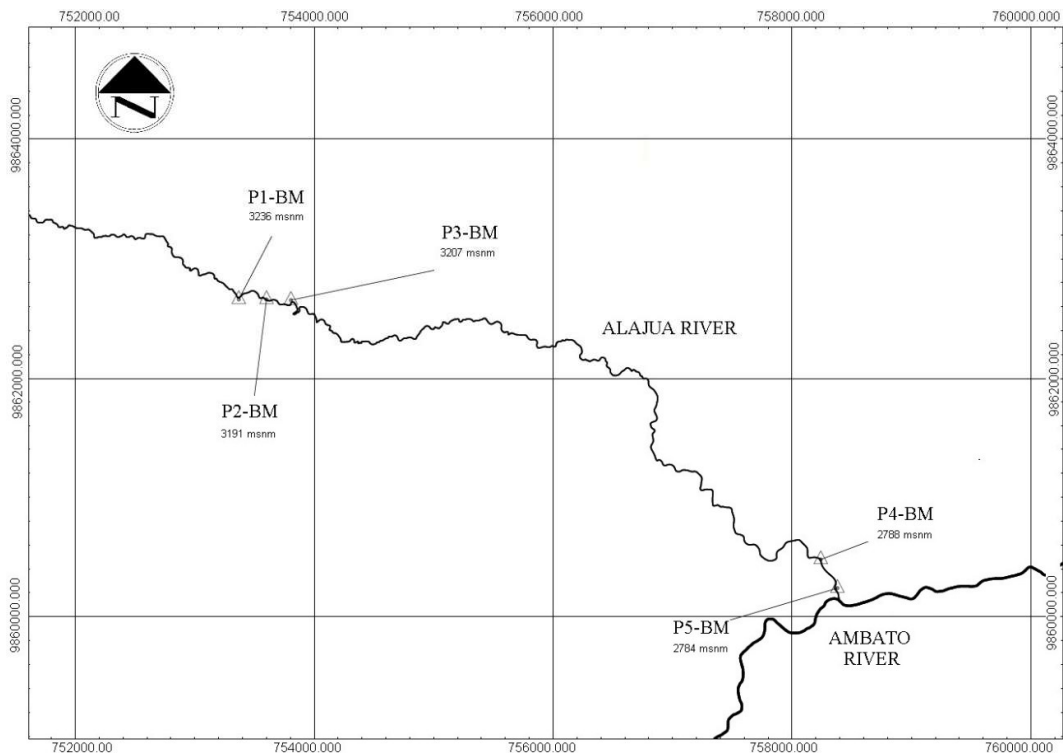 752000.00
754000.000
756000.000
758000.000
760000.000
9864000.000
9864000.000
N
P1-BM
3236 msnm
P3-BM
3207 msnm
ALAJUA RIVER
9862000.000
9862000.000
P2-BM
3191 msnm
P4-BM
2788 msnm
9860000.000
9860000.000
P5-BM
2784 msnm
AMBATO
RIVER
752000.00
754000.000
756000.000
758000.000
760000.000